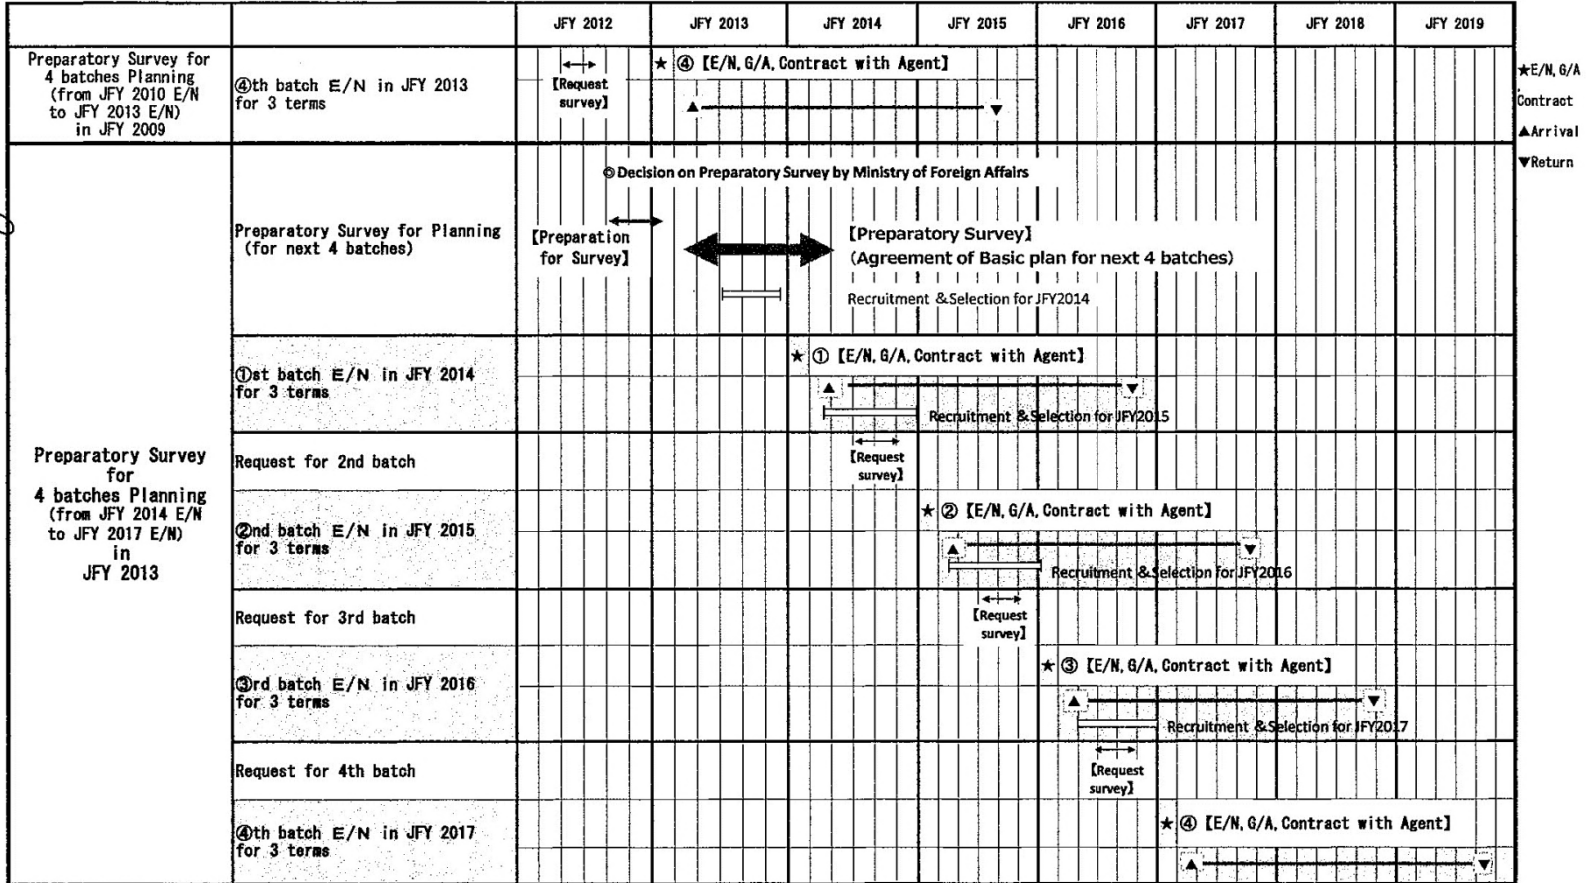 JFY 2012 JFY 2013 JFY 2014 JFY 2015 JFY 2016 JFY 2017 JFY 2018 JFY 2019
Preparatory Survey for
4 batches Planning
(from JFY 2010 E/N
to JFY 2013 E/N)
in JFY 2009
④th batch E/N in JFY 2013
for 3 terms
【Request
survey】
★ ④ 【E/N, G/A, Contract with Agent】
▲ ▼
★E/N, G/A
Contract
▲Arrival
▼Return
Preparatory Survey
for
4 batches Planning
(from JFY 2014 E/N
to JFY 2017 E/N)
in
JFY 2013
Preparatory Survey for Planning
(for next 4 batches)
◎Decision on Preparatory Survey by Ministry of Foreign Affairs
【Preparation
for Survey】
【Preparatory Survey】
(Agreement of Basic plan for next 4 batches)
Recruitment &Selection for JFY2014
①st batch E/N in JFY 2014
for 3 terms
★ ① 【E/N, G/A, Contract with Agent】
▲ ▼
Recruitment &Selection for JFY2015
Request for 2nd batch
【Request
survey】
②nd batch E/N in JFY 2015
for 3 terms
★ ② 【E/N, G/A, Contract with Agent】
▲ ▼
Recruitment &Selection for JFY2016
Request for 3rd batch
【Request
survey】
③rd batch E/N in JFY 2016
for 3 terms
★ ③ 【E/N, G/A, Contract with Agent】
▲ ▼
Recruitment &Selection for JFY2017
Request for 4th batch
【Request
survey】
④th batch E/N in JFY 2017
for 3 terms
★ ④ 【E/N, G/A, Contract with Agent】
▲ ▼